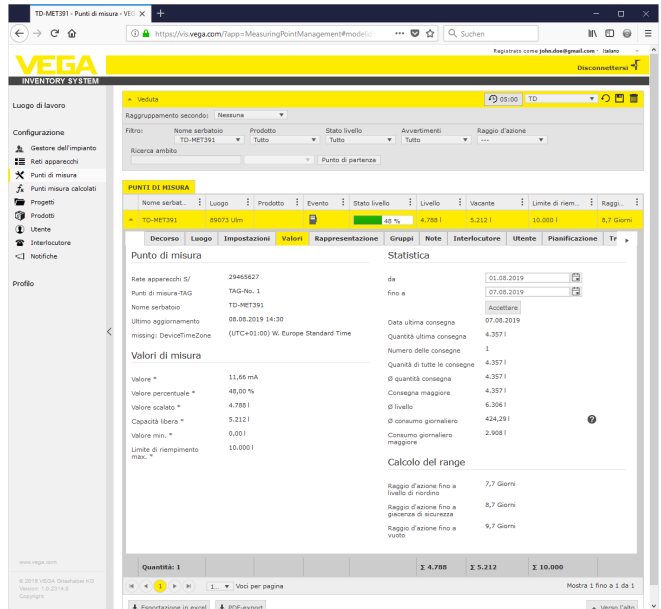 TD-MET391 - Punti di misura - VEG
https://vis.vega.com/?app=MeasuringPointManagement#modelid
Suchen
Registrato come john.doe@gmail.com - Italiano
VEGA
Disconnettersi
INVENTORY SYSTEM
Luogo di lavoro
Configurazione
Gestore dell'impianto
Reti apparecchi
Punti di misura
Punti misura calcolati
Progetti
Prodotti
Utente
Interlocutore
Notifiche
Profilo
www.vega.com
© 2019 VEGA Grieshaber KG
Version: 1.0.2314.0
Copyright
Veduta
05:00
TD
Raggruppamento secondo: Nessuna
Filtro: Nome serbatoio Prodotto Stato livello Avvertimenti Raggio d'azione
TD-MET391 Tutto Tutto Tutto ---
Ricerca ambito
Punto di partenza
PUNTI DI MISURA
Nome serbat... Luogo Prodotto Evento Stato livello Livello Vacante Limite di riem... Raggi...
TD-MET391 89073 Ulm 48 % 4.788 l 5.212 l 10.000 l 8,7 Giorni
Decorso Luogo Impostazioni Valori Rappresentazione Gruppi Note Interlocutore Utente Pianificazione Tr
Punto di misura
Rete apparecchi S/ 29465627
Punti di misura-TAG TAG-No. 1
Nome serbatoio TD-MET391
Ultimo aggiornamento 08.08.2019 14:30
missing: DeviceTimeZone (UTC+01:00) W. Europe Standard Time
Valori di misura
Valore * 11,66 mA
Valore percentuale * 48,00 %
Valore scalato * 4.788 l
Capacità libera * 5.212 l
Valore min. * 0,00 l
Limite di riempimento max. * 10.000 l
Statistica
da 01.08.2019
fino a 07.08.2019
Accettare
Data ultima consegna 07.08.2019
Quantità ultima consegna 4.357 l
Numero delle consegne 1
Quanità di tutte le consegne 4.357 l
Ø quantità consegna 4.357 l
Consegna maggiore 4.357 l
Ø livello 6.306 l
Ø consumo giornaliero 424,29 l
Consumo giornaliero maggiore 2.908 l
Calcolo del range
Raggio d'azione fino a livello di riordino 7,7 Giorni
Raggio d'azione fino a giacenza di sicurezza 8,7 Giorni
Raggio d'azione fino a vuoto 9,7 Giorni
Quantità: 1 Σ 4.788 Σ 5.212 Σ 10.000
1 1... Voci per pagina Mostra 1 fino a 1 da 1
Esportazione in excel PDF-export Verso l'alto